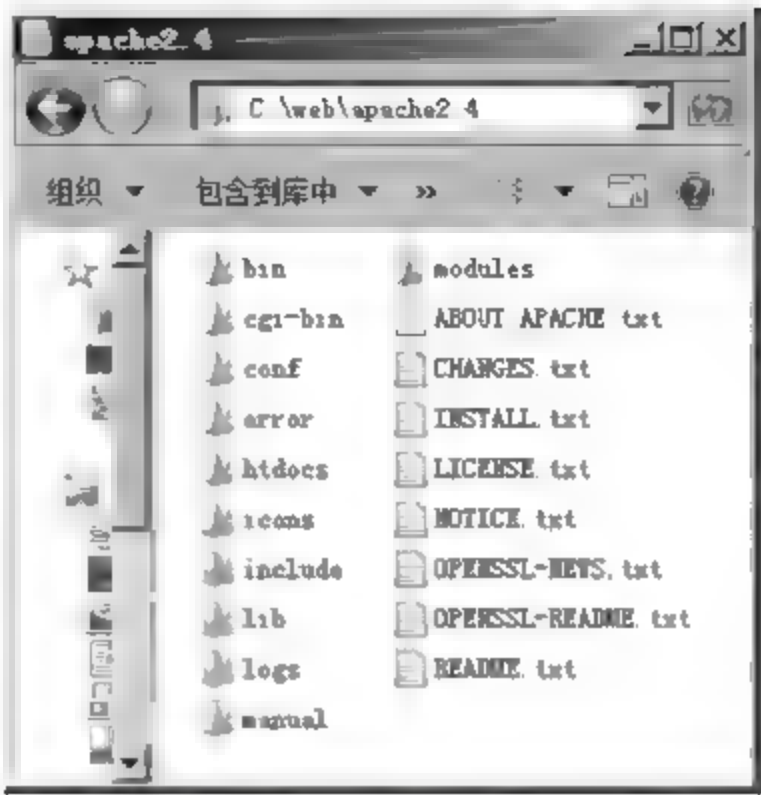 apache2.4
C \web\apache2 4
组织 包含到库中 »
bin
cgi-bin
conf
error
htdocs
icons
include
lib
logs
manual
modules
ABOUT APACHE txt
CHANGES.txt
INSTALL.txt
LICENSE.txt
NOTICE.txt
OPENSSL-NEWS.txt
OPENSSL-README.txt
README.txt